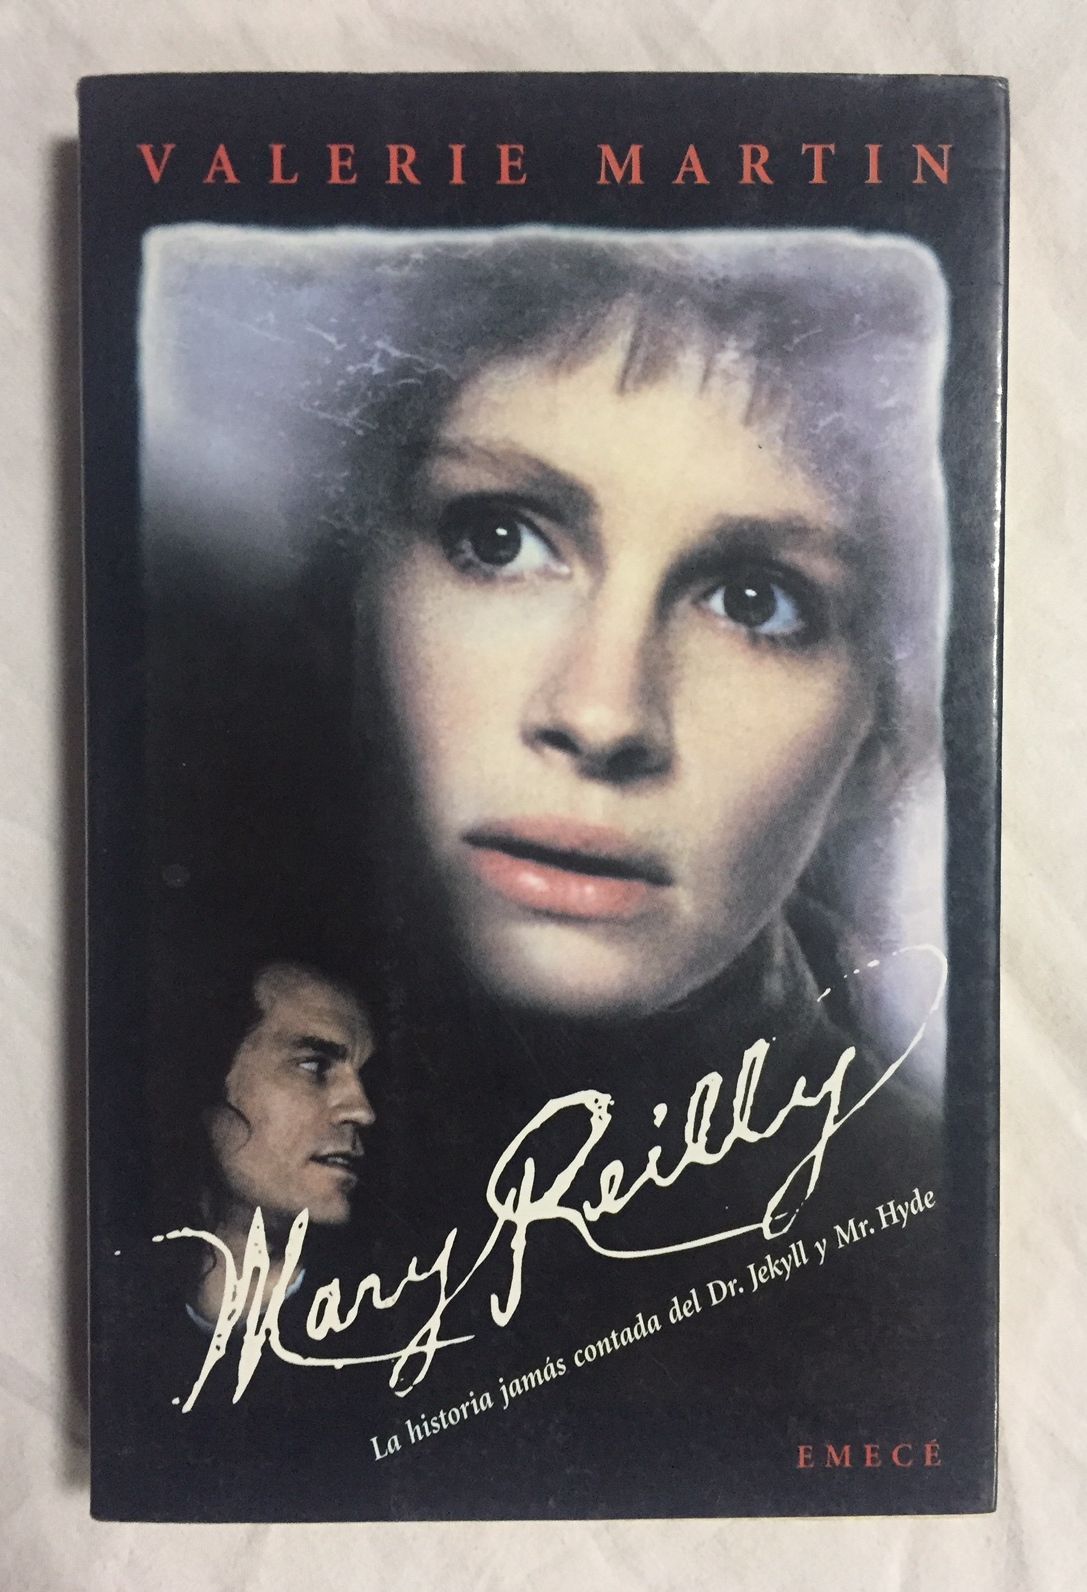 VALERIE MARTIN
Mary Reilly
La historia jamás contada del Dr. Jekyll y Mr. Hyde
EMECÉ